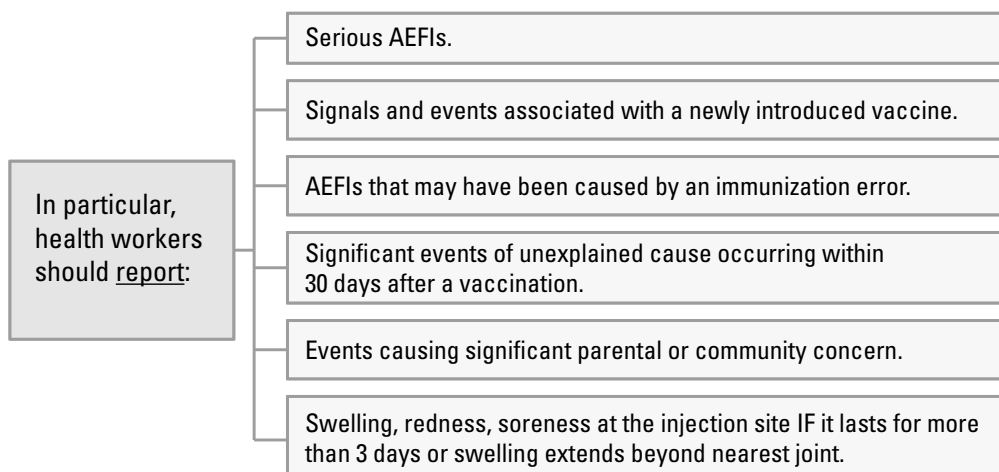 In particular,
health workers
should report:
Serious AEFIs.
Signals and events associated with a newly introduced vaccine.
AEFIs that may have been caused by an immunization error.
Significant events of unexplained cause occurring within
30 days after a vaccination.
Events causing significant parental or community concern.
Swelling, redness, soreness at the injection site IF it lasts for more
than 3 days or swelling extends beyond nearest joint.